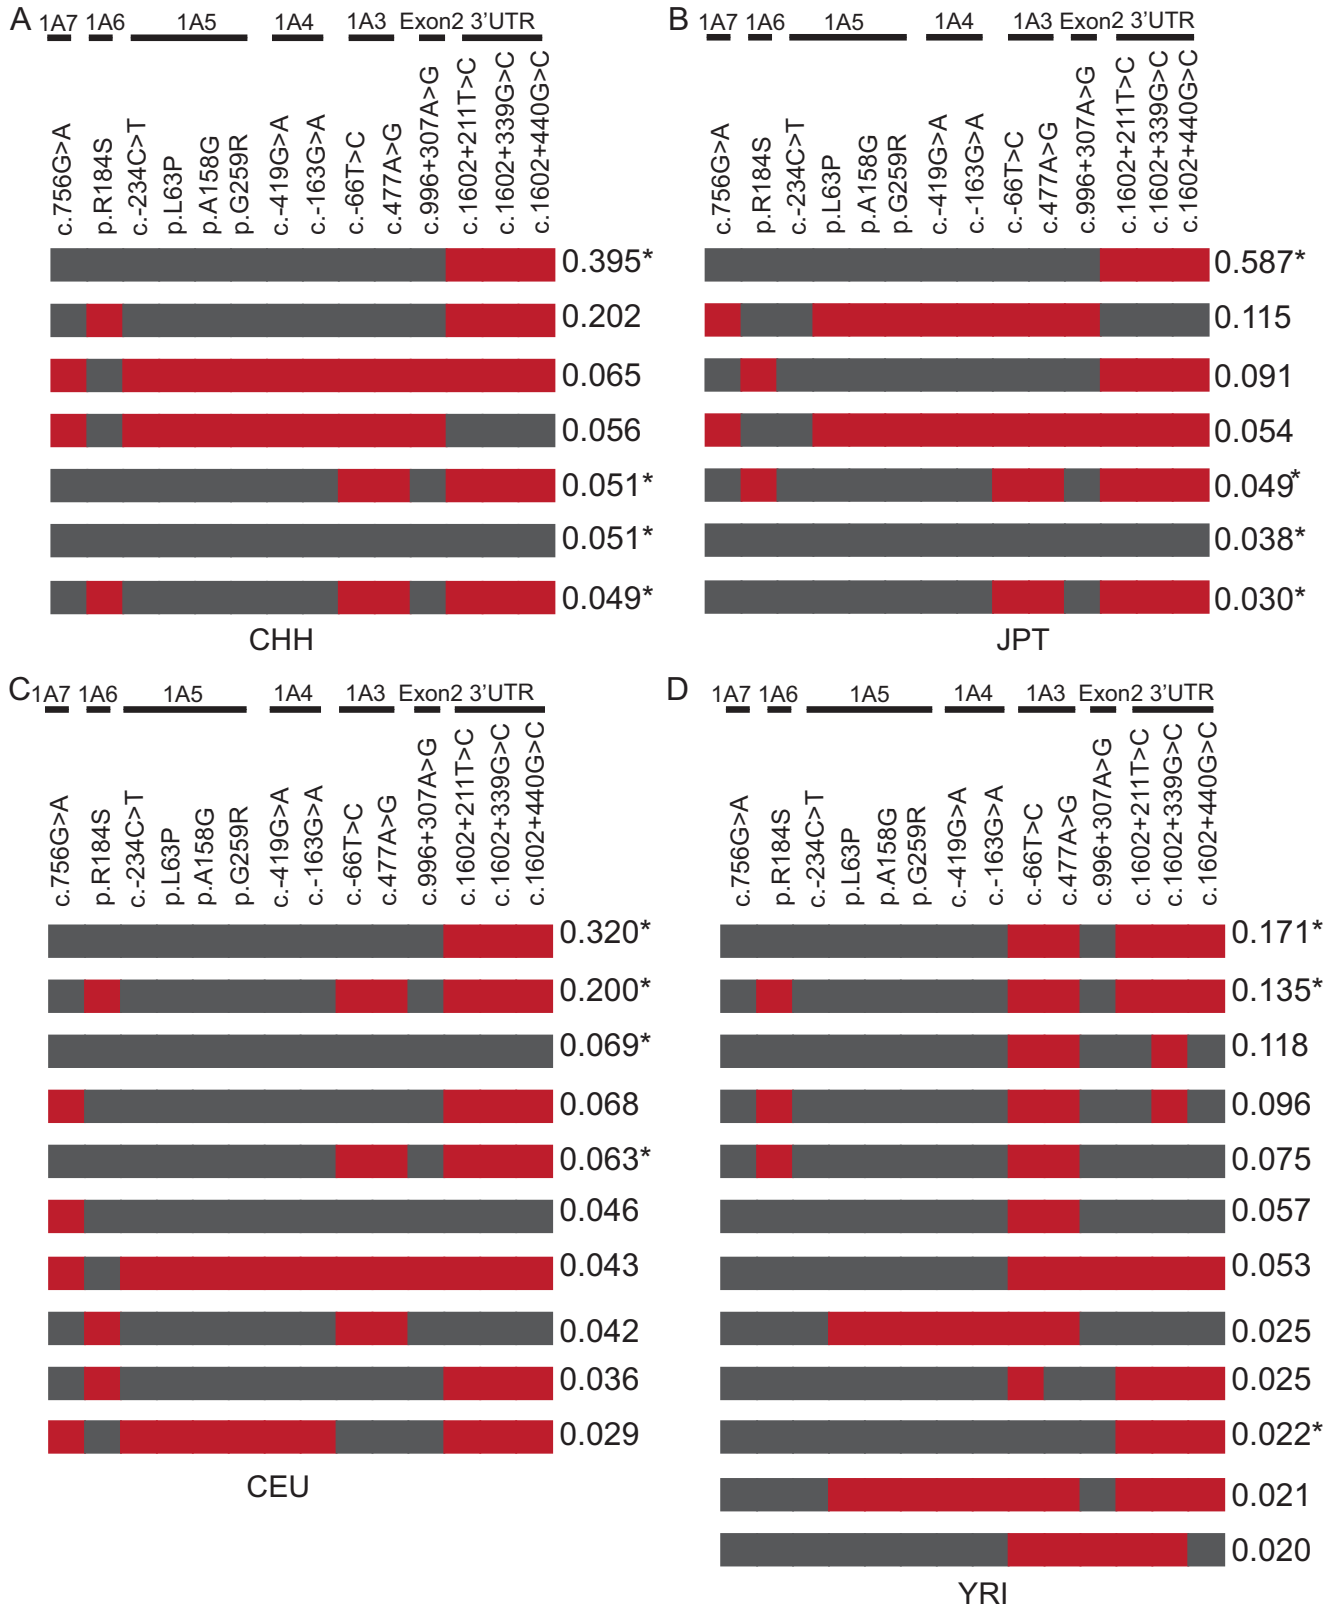 A 1A7 1A6 1A5 1A4 1A3 Exon2 3’UTR
c.756G>A
p.R184S
c.-234C>T
p.L63P
p.A158G
p.G259R
c.-419G>A
c.-163G>A
c.-66T>C
c.477A>G
c.996+307A>G
c.1602+211T>C
c.1602+339G>C
c.1602+440G>C
0.395*
0.202
0.065
0.056
0.051*
0.051*
0.049*
CHH
B 1A7 1A6 1A5 1A4 1A3 Exon2 3’UTR
c.756G>A
p.R184S
c.-234C>T
p.L63P
p.A158G
p.G259R
c.-419G>A
c.-163G>A
c.-66T>C
c.477A>G
c.996+307A>G
c.1602+211T>C
c.1602+339G>C
c.1602+440G>C
0.587*
0.115
0.091
0.054
0.049*
0.038*
0.030*
JPT
C 1A7 1A6 1A5 1A4 1A3 Exon2 3’UTR
c.756G>A
p.R184S
c.-234C>T
p.L63P
p.A158G
p.G259R
c.-419G>A
c.-163G>A
c.-66T>C
c.477A>G
c.996+307A>G
c.1602+211T>C
c.1602+339G>C
c.1602+440G>C
0.320*
0.200*
0.069*
0.068
0.063*
0.046
0.043
0.042
0.036
0.029
CEU
D 1A7 1A6 1A5 1A4 1A3 Exon2 3’UTR
c.756G>A
p.R184S
c.-234C>T
p.L63P
p.A158G
p.G259R
c.-419G>A
c.-163G>A
c.-66T>C
c.477A>G
c.996+307A>G
c.1602+211T>C
c.1602+339G>C
c.1602+440G>C
0.171*
0.135*
0.118
0.096
0.075
0.057
0.053
0.025
0.025
0.022*
0.021
0.020
YRI